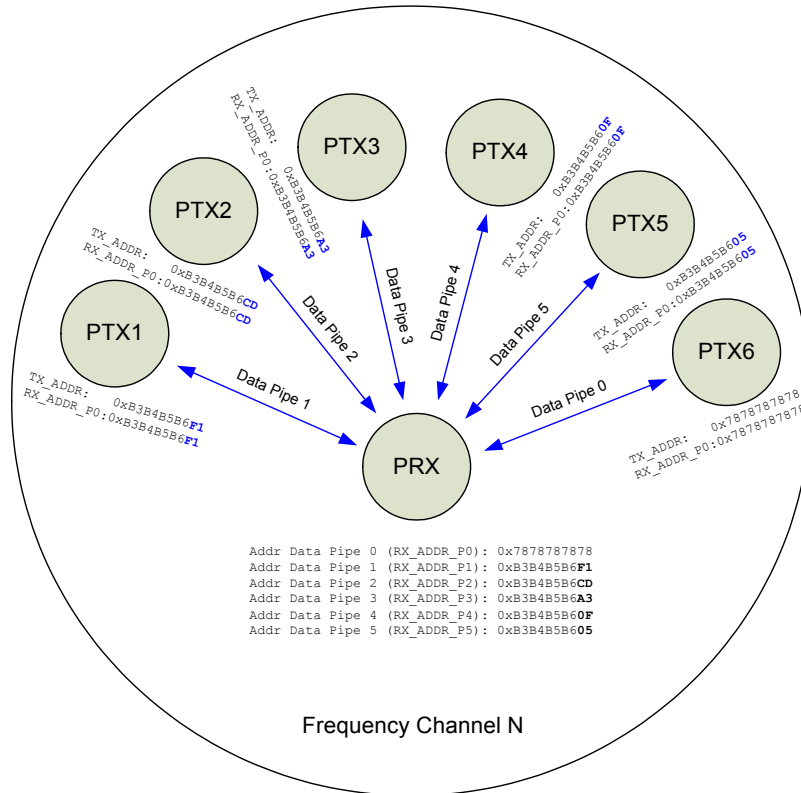 PTX3
PTX4
PTX2
PTX5
PTX1
PTX6
TX_ADDR: 0xB3B4B5B6A3
RX_ADDR_P0:0xB3B4B5B6A3
TX_ADDR: 0xB3B4B5B60F
RX_ADDR_P0:0xB3B4B5B60F
TX_ADDR: 0xB3B4B5B6CD
RX_ADDR_P0:0xB3B4B5B6CD
TX_ADDR: 0xB3B4B5B605
RX_ADDR_P0:0xB3B4B5B605
TX_ADDR: 0xB3B4B5B6F1
RX_ADDR_P0:0xB3B4B5B6F1
TX_ADDR: 0x7878787878
RX_ADDR_P0:0x7878787878
Data Pipe 1
Data Pipe 2
Data Pipe 3
Data Pipe 4
Data Pipe 5
Data Pipe 0
PRX
Addr Data Pipe 0 (RX_ADDR_P0): 0x7878787878
Addr Data Pipe 1 (RX_ADDR_P1): 0xB3B4B5B6F1
Addr Data Pipe 2 (RX_ADDR_P2): 0xB3B4B5B6CD
Addr Data Pipe 3 (RX_ADDR_P3): 0xB3B4B5B6A3
Addr Data Pipe 4 (RX_ADDR_P4): 0xB3B4B5B60F
Addr Data Pipe 5 (RX_ADDR_P5): 0xB3B4B5B605
Frequency Channel N